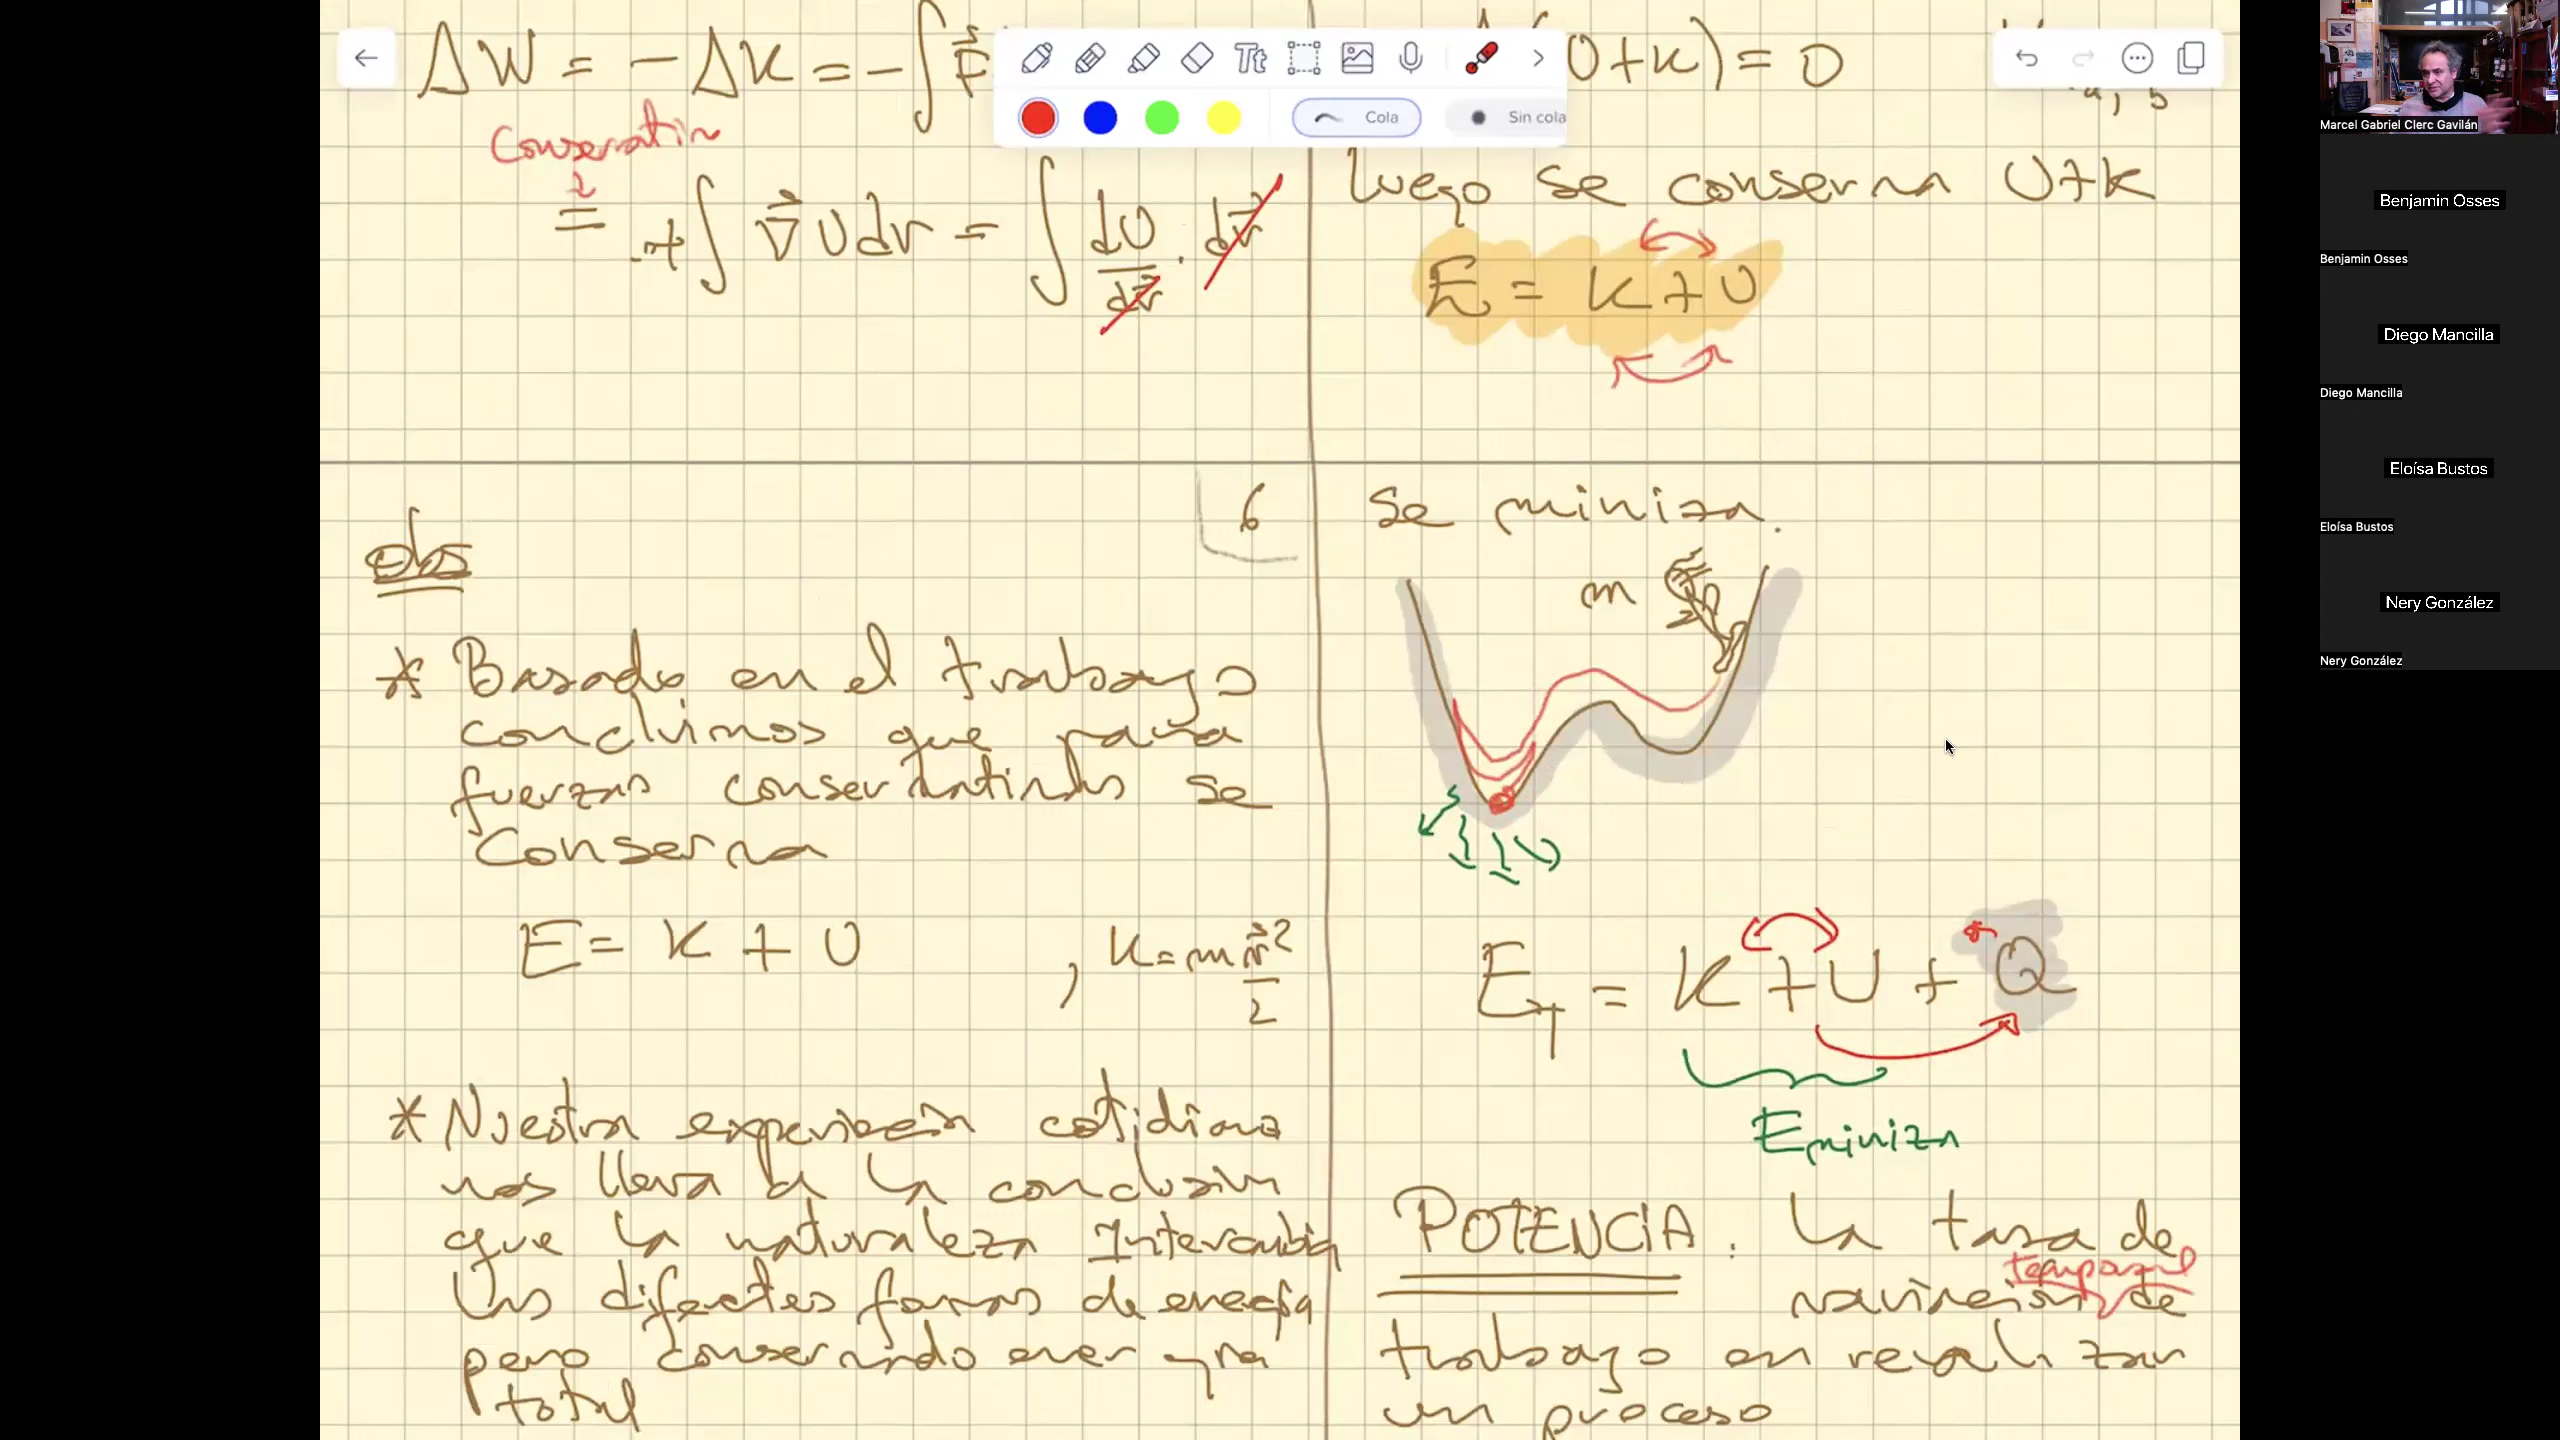 ΔW = - ΔK = - ∫ F
Conservativ
= + ∫ ∇ U dr = ∫ dU/dr · dr
Cola
Sin cola
U+K) = 0
luego se conserva U+K
E = K + U
6
Obs
* Basado en el trabajo
concluimos que para
fuerzas conservativas se
Conserva
E = K + U , K = m r²/2
* Nuestra experiencia cotidiana
nos lleva a la conclusión
que la naturaleza Intercambia
las diferentes formas de energía
pero conservando energía
total
Se miniza.
m
E_T = K + U + Q
E miniza
POTENCIA : La tasa de
temporal
variación de
trabajo en realizar
un proceso
Marcel Gabriel Clerc Gavilán
Benjamin Osses
Benjamin Osses
Diego Mancilla
Diego Mancilla
Eloísa Bustos
Eloísa Bustos
Nery González
Nery González